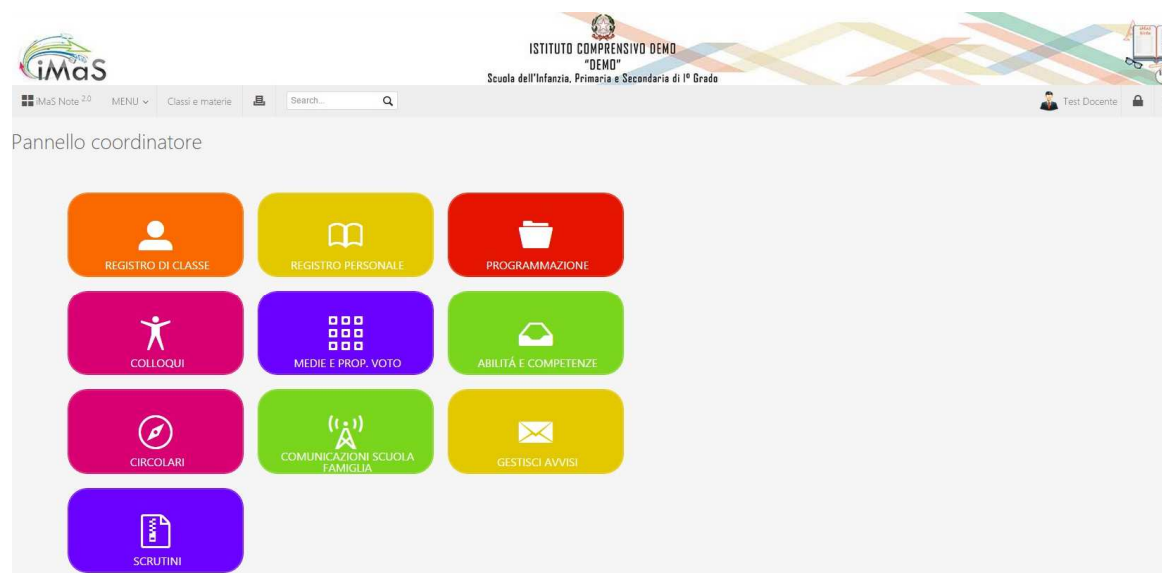 iMaS
ISTITUTO COMPRENSIVO DEMO
"DEMO"
Scuola dell'Infanzia, Primaria e Secondaria di Iº Grado
iMaS Note 2.0 MENU Classi e materie Search... Test Docente
Pannello coordinatore
REGISTRO DI CLASSE
REGISTRO PERSONALE
PROGRAMMAZIONE
COLLOQUI
MEDIE E PROP. VOTO
ABILITÁ E COMPETENZE
CIRCOLARI
COMUNICAZIONI SCUOLA
FAMIGLIA
GESTISCI AVVISI
SCRUTINI